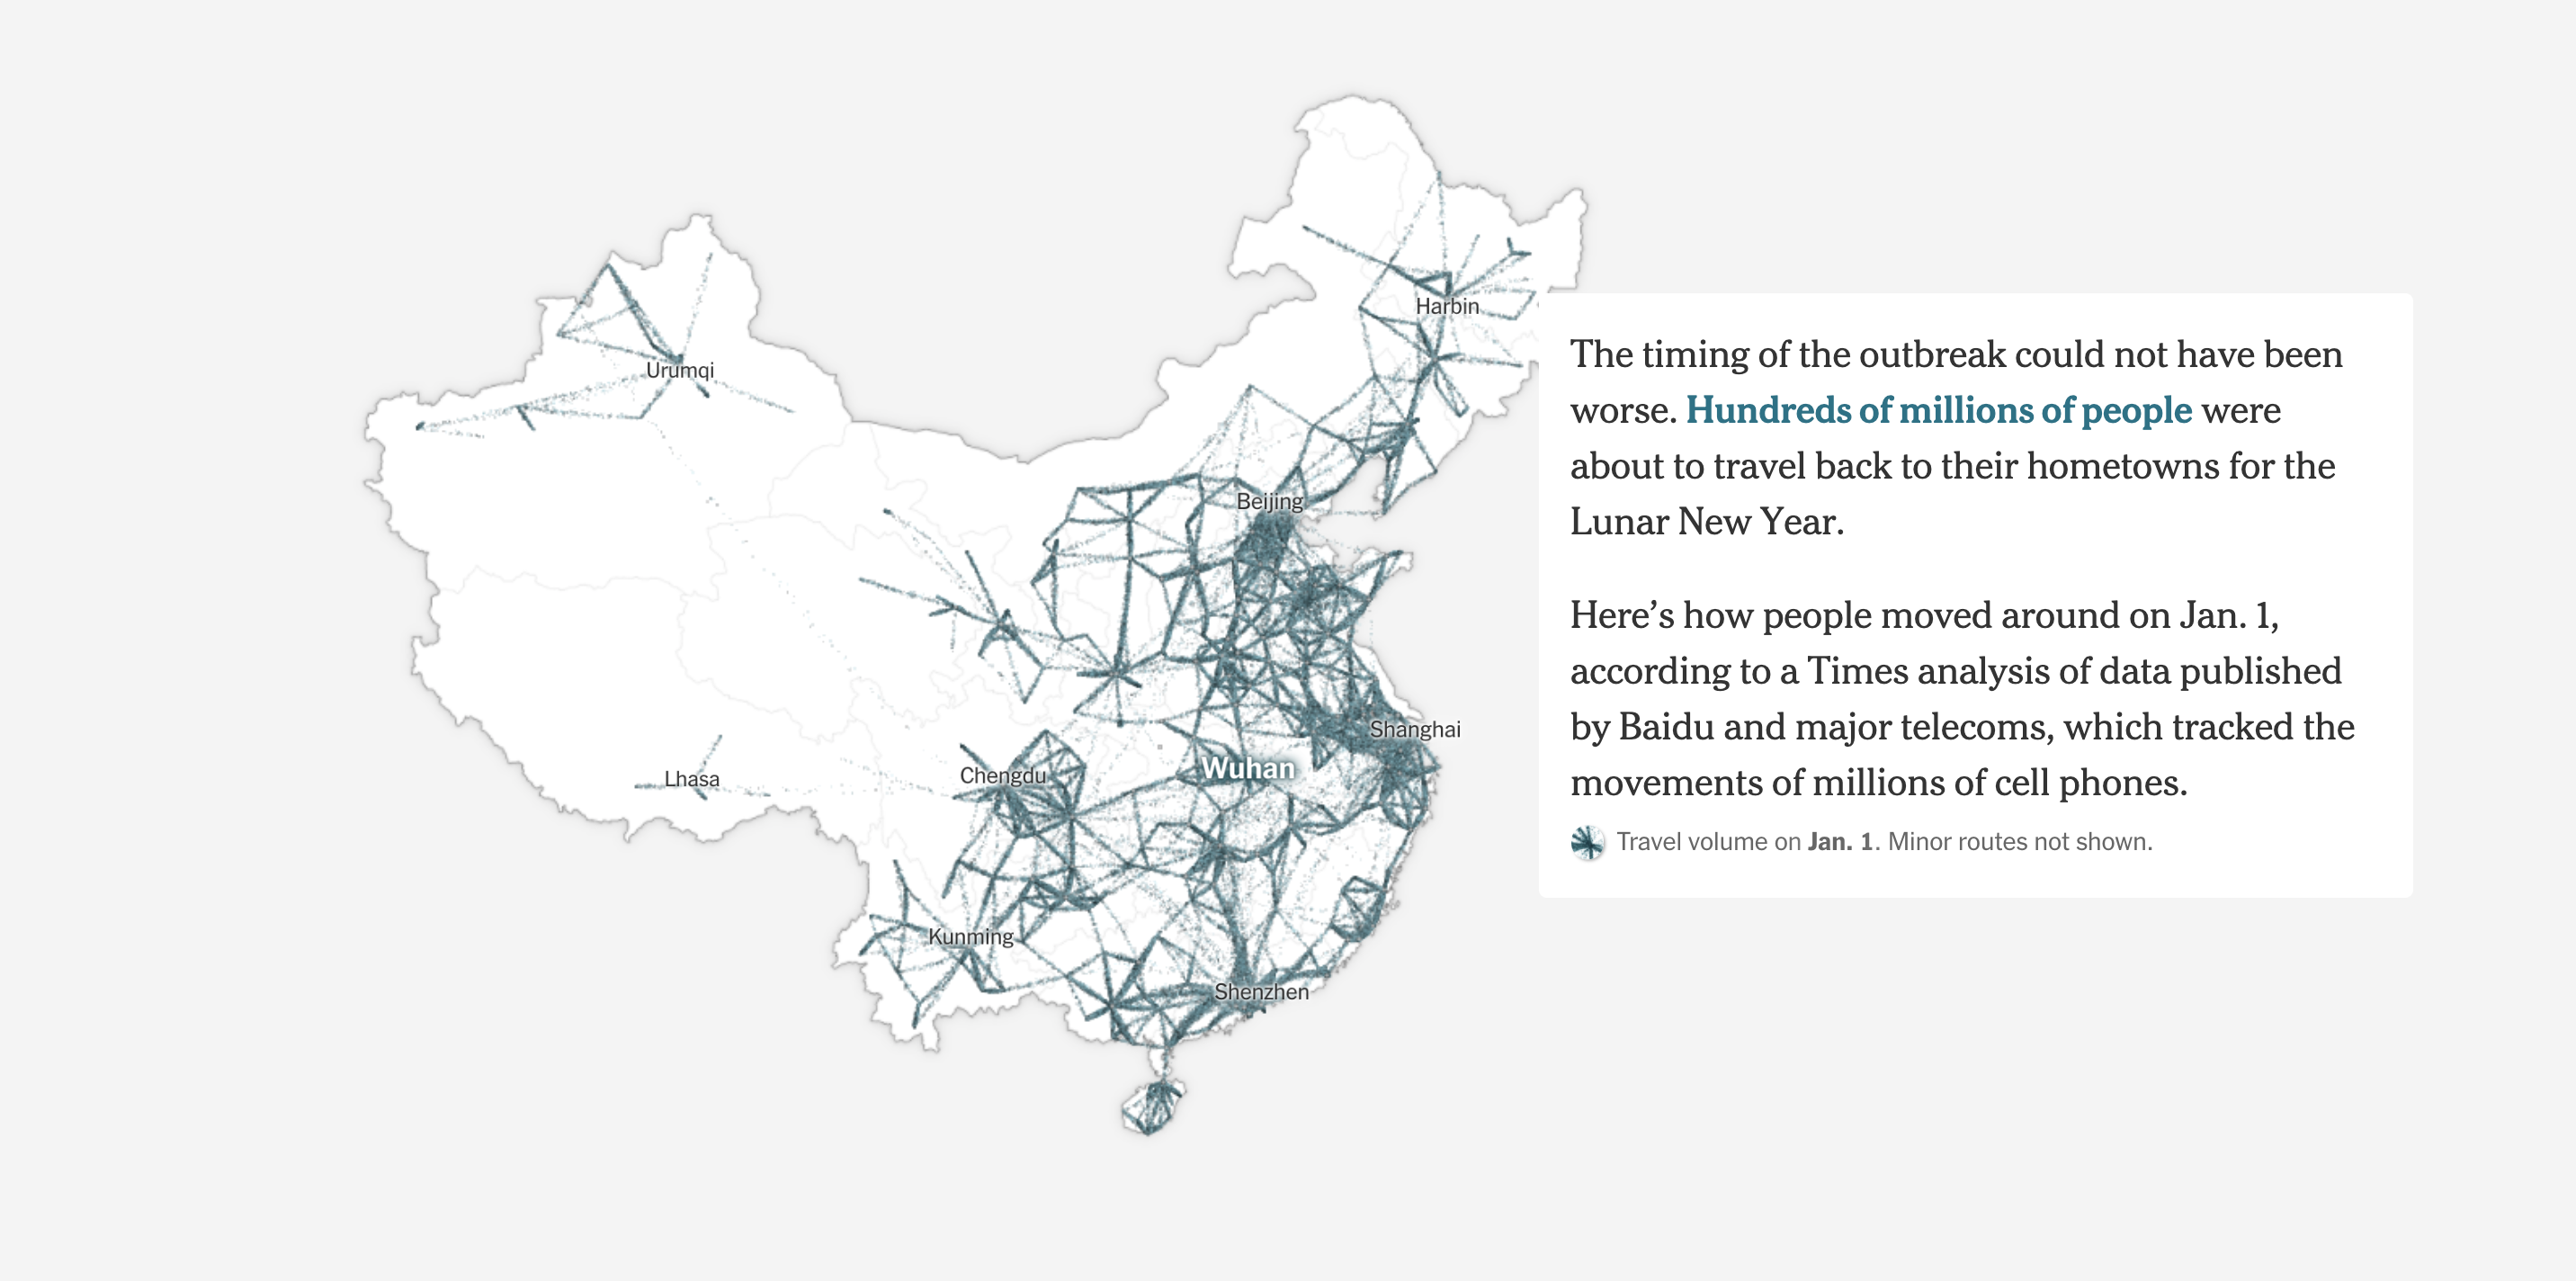 Harbin
Urumqi
Beijing
Shanghai
Wuhan
Chengdu
Lhasa
Kunming
Shenzhen
The timing of the outbreak could not have been
worse. Hundreds of millions of people were
about to travel back to their hometowns for the
Lunar New Year.
Here’s how people moved around on Jan. 1,
according to a Times analysis of data published
by Baidu and major telecoms, which tracked the
movements of millions of cell phones.
Travel volume on Jan. 1. Minor routes not shown.